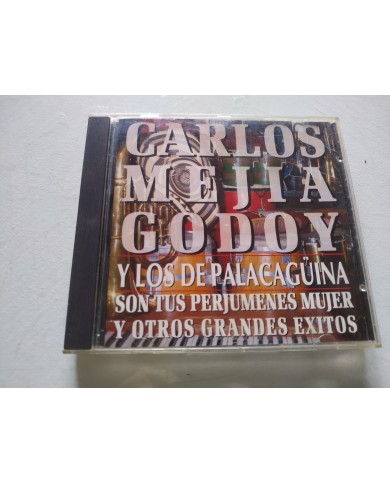 CARLOS
MEJIA
GODOY
Y LOS DE PALACAGÜINA
SON TUS PERJUMENES MUJER
Y OTROS GRANDES EXITOS